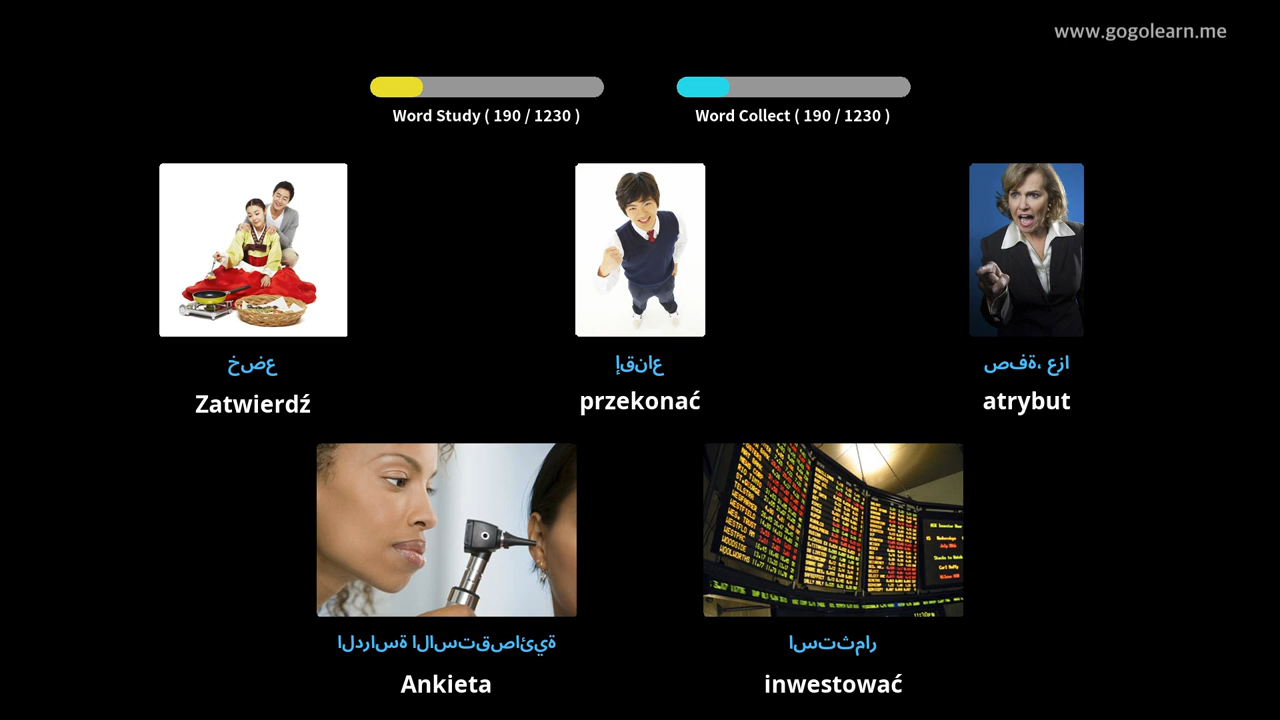 www.gogolearn.me
Word Study ( 190 / 1230 )
Word Collect ( 190 / 1230 )
خضع
Zatwierdź
إقناع
przekonać
صفة، عزا
atrybut
الدراسة الاستقصائية
Ankieta
استثمار
inwestować